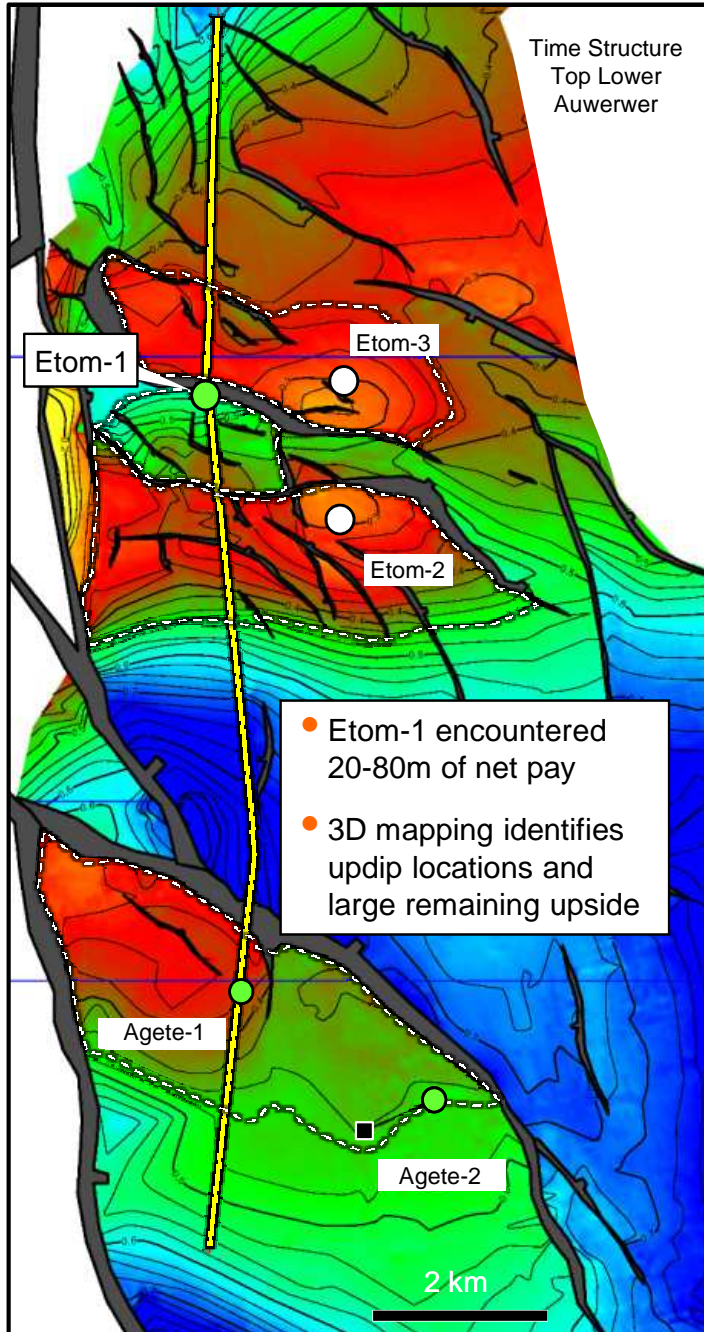 Time Structure
Top Lower
Auwerwer
Etom-3
Etom-1
Etom-2
• Etom-1 encountered
20-80m of net pay
• 3D mapping identifies
updip locations and
large remaining upside
Agete-1
Agete-2
2 km